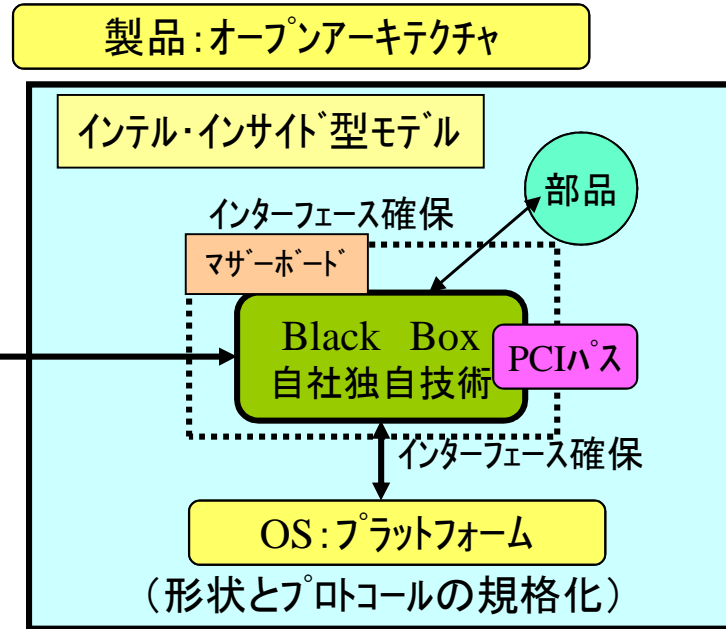 製品：オープンアーキテクチャ
インテル・インサイド型モデル
部品
インターフェース確保
マザーボード
Black Box
自社独自技術
PCIパス
インターフェース確保
OS：プラットフォーム
（形状とプロトコールの規格化）